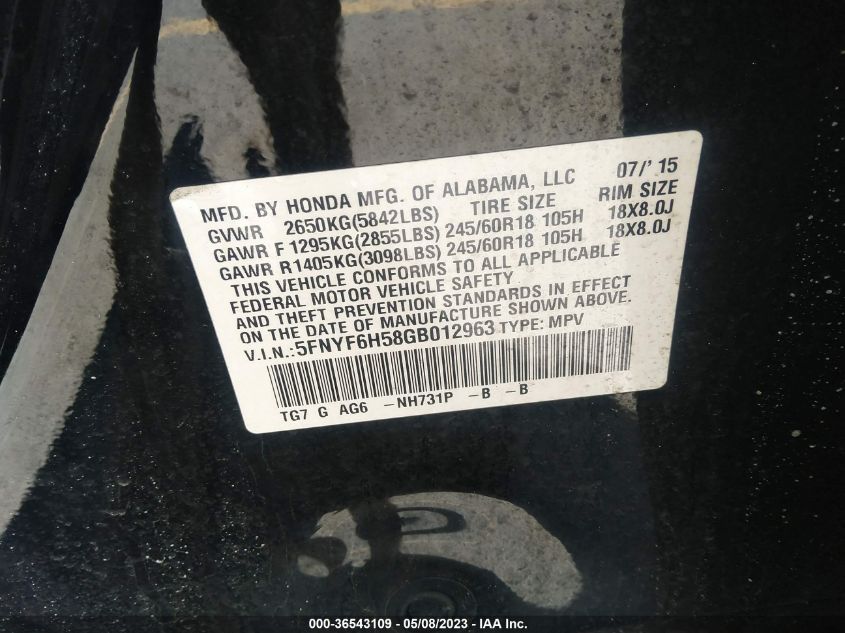 MFD. BY HONDA MFG. OF ALABAMA, LLC 07/'15
GVWR 2650KG(5842LBS) TIRE SIZE RIM SIZE
GAWR F 1295KG(2855LBS) 245/60R18 105H 18X8.0J
GAWR R 1405KG(3098LBS) 245/60R18 105H 18X8.0J
THIS VEHICLE CONFORMS TO ALL APPLICABLE
FEDERAL MOTOR VEHICLE SAFETY
AND THEFT PREVENTION STANDARDS IN EFFECT
ON THE DATE OF MANUFACTURE SHOWN ABOVE.
V.I.N.: 5FNYF6H58GB012963 TYPE: MPV
TG7 G AG6 -NH731P -B -B
000-36543109 - 05/08/2023 - IAA Inc.